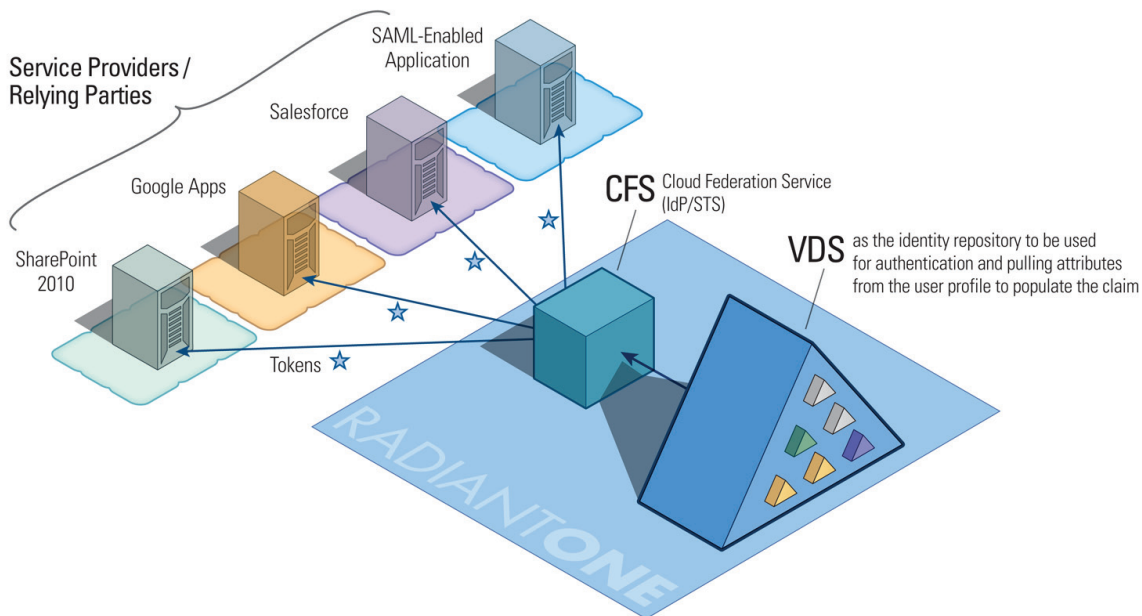 SAML-Enabled
Application
Service Providers /
Relying Parties
Salesforce
Google Apps
CFS Cloud Federation Service
(IdP/STS)
VDS as the identity repository to be used
for authentication and pulling attributes
from the user profile to populate the claim
SharePoint
2010
Tokens
RADIANTONE